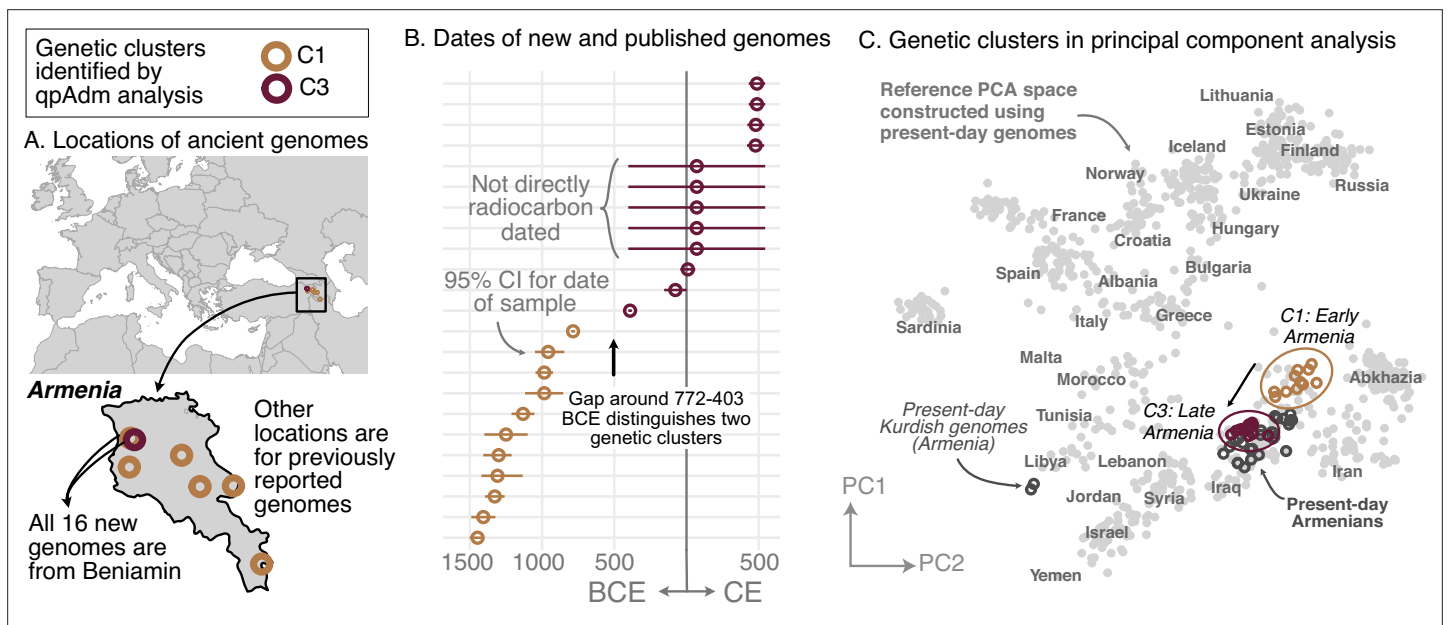 Genetic clusters
identified by
qpAdm analysis
C1
C3
A. Locations of ancient genomes
Armenia
Other
locations are
for previously
reported
genomes
All 16 new
genomes are
from Beniamin
B. Dates of new and published genomes
Not directly
radiocarbon
dated
95% CI for date
of sample
Gap around 772-403
BCE distinguishes two
genetic clusters
1500
1000
500
500
BCE
CE
C. Genetic clusters in principal component analysis
Reference PCA space
constructed using
present-day genomes
Lithuania
Estonia
Iceland
Finland
Norway
Ukraine
Russia
France
Hungary
Croatia
Spain
Bulgaria
Albania
Sardinia
Italy
Greece
C1: Early
Armenia
Malta
Morocco
Abkhazia
C3: Late
Armenia
Present-day
Kurdish genomes
(Armenia)
Tunisia
Libya
Lebanon
Iran
Jordan
Syria
Iraq
Present-day
Armenians
Israel
Yemen
PC1
PC2